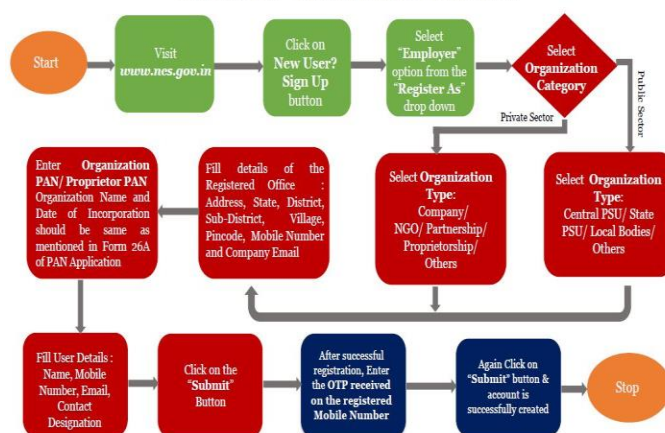 Start
Visit
www.ncs.gov.in
Click on
New User?
Sign Up
button
Select
“Employer”
option from the
“Register As”
drop down
Select
Organization
Category
Public Sector
Private Sector
Enter Organization
PAN/ Proprietor PAN
Organization Name and
Date of Incorporation
should be same as
mentioned in Form 26A
of PAN Application
Fill details of the
Registered Office :
Address, State, District,
Sub-District, Village,
Pincode, Mobile Number
and Company Email
Select Organization
Type:
Company/
NGO/ Partnership/
Proprietorship/
Others
Select Organization
Type:
Central PSU/ State
PSU/ Local Bodies/
Others
Fill User Details :
Name, Mobile
Number, Email,
Contact
Designation
Click on the
“Submit”
Button
After successful
registration, Enter
the OTP received
on the registered
Mobile Number
Again Click on
“Submit” button &
account is
successfully created
Stop